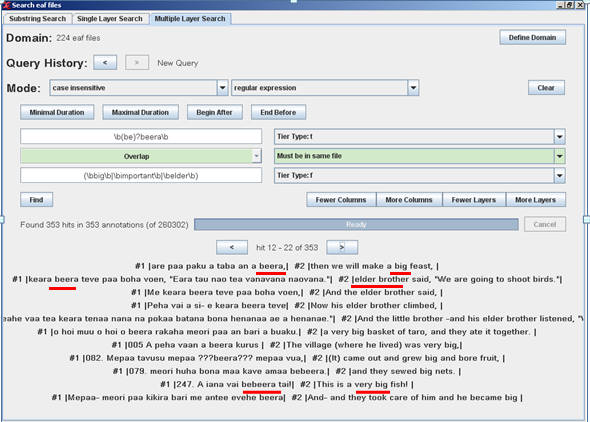 Search eaf files
Substring Search Single Layer Search Multiple Layer Search
Domain: 224 eaf files Define Domain
Query History: < > New Query
Mode: case insensitive regular expression Clear
Minimal Duration Maximal Duration Begin After End Before
\b(be)?beera\b Tier Type: t
Overlap Must be in same file
(\bbig\b|\bimportant\b|\belder\b) Tier Type: f
Find Fewer Columns More Columns Fewer Layers More Layers
Found 353 hits in 353 annotations (of 260302) Ready Cancel
< hit 12 - 22 of 353 >
#1 |are paa paku a taba an a beera,| #2 |then we will make a big feast, |
#1 |keara beera teve paa boha voen, "Eara tau nao tea vanavana naovana."| #2 |elder brother said, "We are going to shoot birds."|
#1 |Me keara beera teve paa boha voen,| #2 |And the elder brother said, |
#1 |Peha vai a si- e keara beera teve| #2 |Now his elder brother climbed, |
eahe vaa tea keara tenaa nana na pokaa batana bona henanaa ae a henanae."| #2 |And the little brother -and his elder brother listened, "
#1 |o hoi muu o hoi o beera rakaha meori paa an bari a buaku.| #2 |a very big basket of taro, and they ate it together. |
#1 |005 A peha vaan a beera kurus | #2 |The village (where he lived) was very big,|
#1 |082. Mepaa tavusu mepaa ???beera??? mepaa vua,| #2 |(It) came out and grew big and bore fruit, |
#1 |079. meori huha bona maa kave amaa bebeera.| #2 |and they sewed big nets. |
#1 |247. A iana vai bebeera tai!| #2 |This is a very big fish! |
#1 |Mepaa- meori paa kikira bari me antee evehe beera| #2 |And- and they took care of him and he became big |